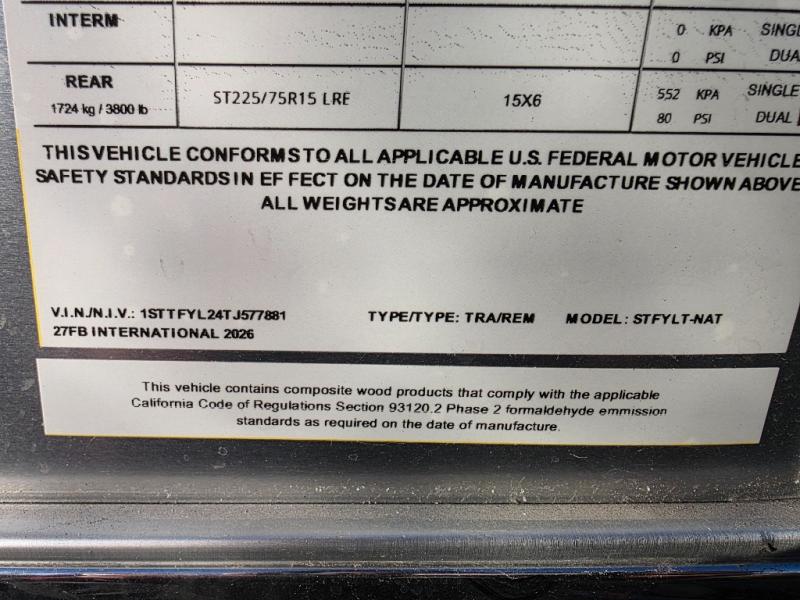 INTERM
0 KPA
0 PSI
REAR
1724 kg / 3800 lb
ST225/75R15 LRE
15X6
552 KPA SINGLE
80 PSI DUAL
THIS VEHICLE CONFORMS TO ALL APPLICABLE U.S. FEDERAL MOTOR VEHICLE
SAFETY STANDARDS IN EF FECT ON THE DATE OF MANUFACTURE SHOWN ABOVE
ALL WEIGHTS ARE APPROXIMATE
V.I.N./N.I.V.: 1STTFYL24TJ577881 TYPE/TYPE: TRA/REM MODEL: STFYLT-NAT
27FB INTERNATIONAL 2026
This vehicle contains composite wood products that comply with the applicable
California Code of Regulations Section 93120.2 Phase 2 formaldehyde emmission
standards as required on the date of manufacture.